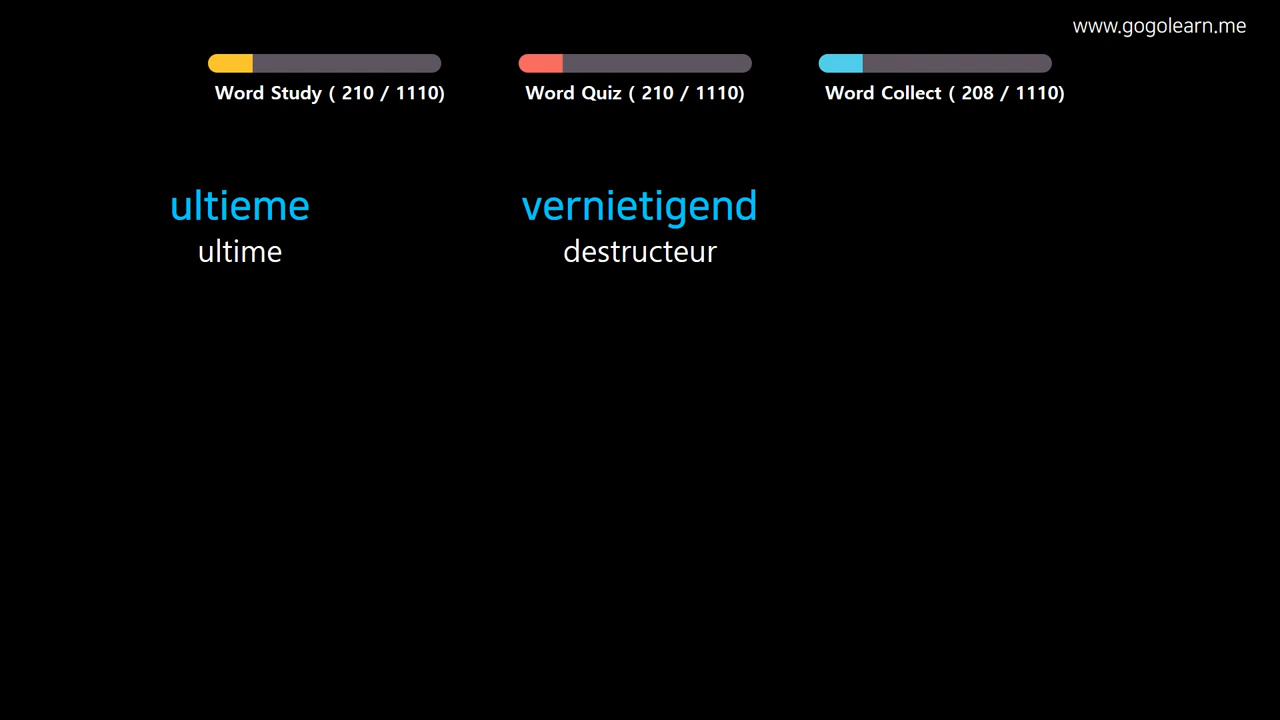 www.gogolearn.me
Word Study ( 210 / 1110)
Word Quiz ( 210 / 1110)
Word Collect ( 208 / 1110)
ultieme
ultime
vernietigend
destructeur